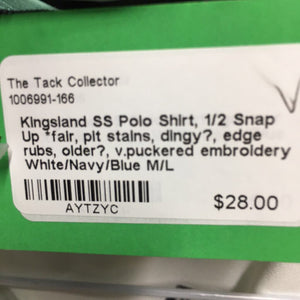 The Tack Collector
1006991-166
Kingsland SS Polo Shirt, 1/2 Snap
Up *fair, pit stains, dingy?, edge
rubs, older?, v.puckered embroidery
White/Navy/Blue M/L
AYTZYC
$28.00